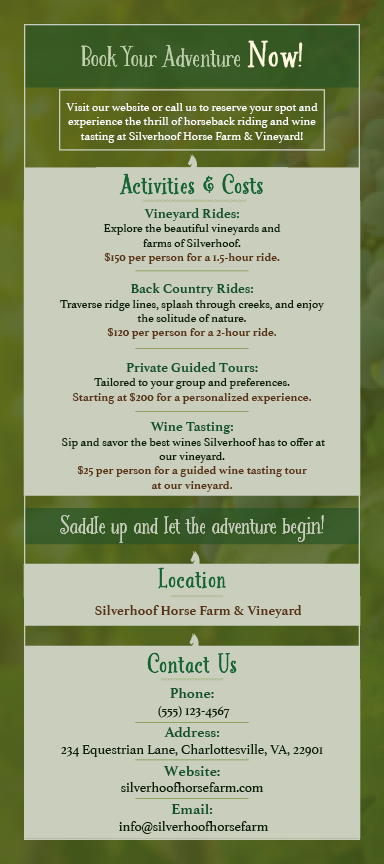 Book Your Adventure Now!
Visit our website or call us to reserve your spot and
experience the thrill of horseback riding and wine
tasting at Silverhoof Horse Farm & Vineyard!
Activities & Costs
Vineyard Rides:
Explore the beautiful vineyards and
farms of Silverhoof.
$150 per person for a 1.5-hour ride.
Back Country Rides:
Traverse ridge lines, splash through creeks, and enjoy
the solitude of nature.
$120 per person for a 2-hour ride.
Private Guided Tours:
Tailored to your group and preferences.
Starting at $200 for a personalized experience.
Wine Tasting:
Sip and savor the best wines Silverhoof has to offer at
our vineyard.
$25 per person for a guided wine tasting tour
at our vineyard.
Saddle up and let the adventure begin!
Location
Silverhoof Horse Farm & Vineyard
Contact Us
Phone:
(555) 123-4567
Address:
234 Equestrian Lane, Charlottesville, VA, 22901
Website:
silverhoofhorsefarm.com
Email:
info@silverhoofhorsefarm